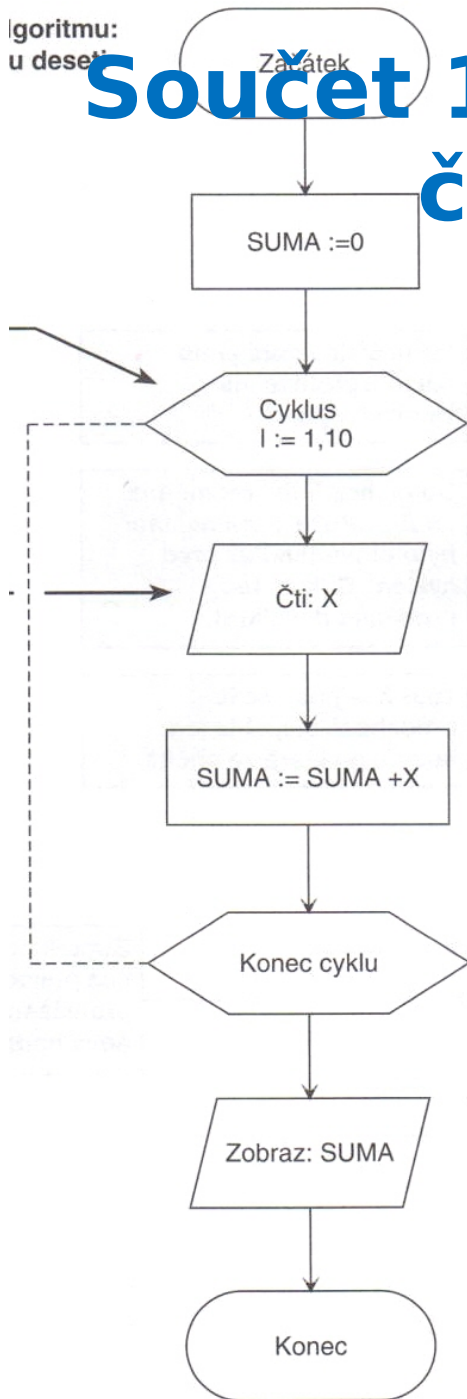 lgoritmu:
u deseti
Začátek
Součet 1
č
SUMA :=0
Cyklus
I := 1,10
Čti: X
SUMA := SUMA +X
Konec cyklu
Zobraz: SUMA
Konec